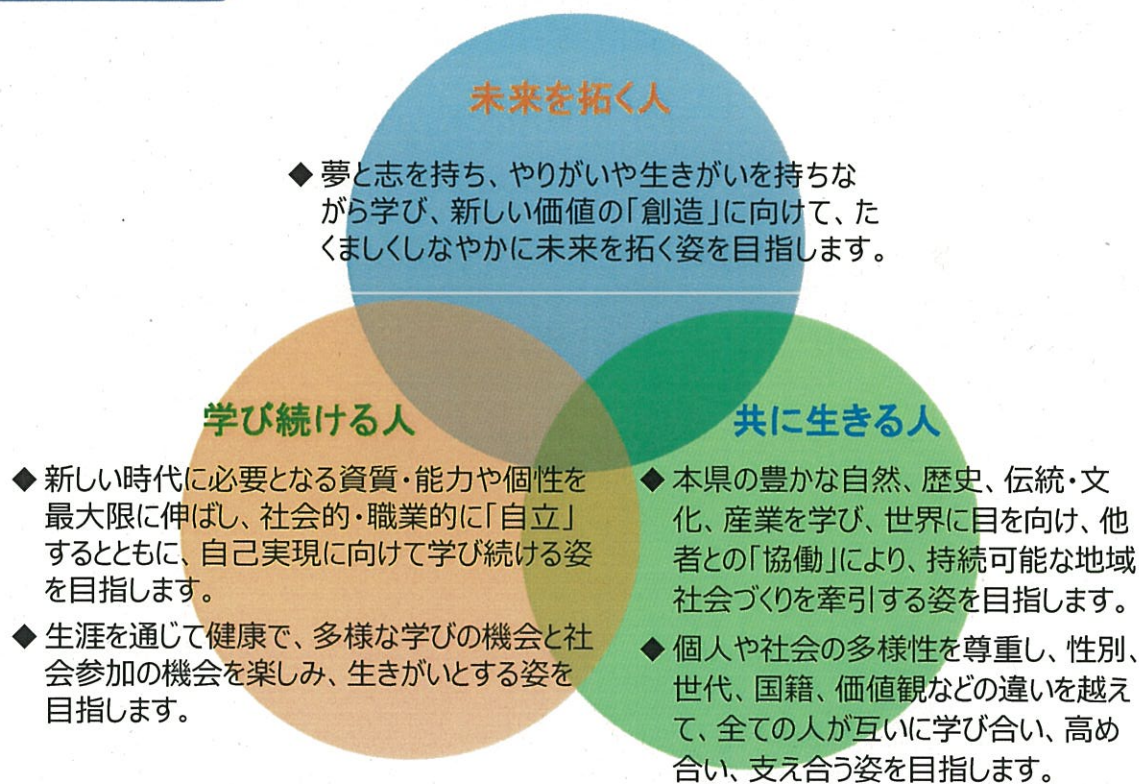 未来を拓く人
◆ 夢と志を持ち、やりがいや生きがいを持ちな
がら学び、新しい価値の「創造」に向けて、た
くましくしなやかに未来を拓く姿を目指します。
学び続ける人
◆ 新しい時代に必要となる資質・能力や個性を
最大限に伸ばし、社会的・職業的に「自立」
するとともに、自己実現に向けて学び続ける姿
を目指します。
◆ 生涯を通じて健康で、多様な学びの機会と社
会参加の機会を楽しみ、生きがいとする姿を
目指します。
共に生きる人
◆ 本県の豊かな自然、歴史、伝統・文
化、産業を学び、世界に目を向け、他
者との「協働」により、持続可能な地域
社会づくりを牽引する姿を目指します。
◆ 個人や社会の多様性を尊重し、性別、
世代、国籍、価値観などの違いを越え
て、全ての人が互いに学び合い、高め
合い、支え合う姿を目指します。